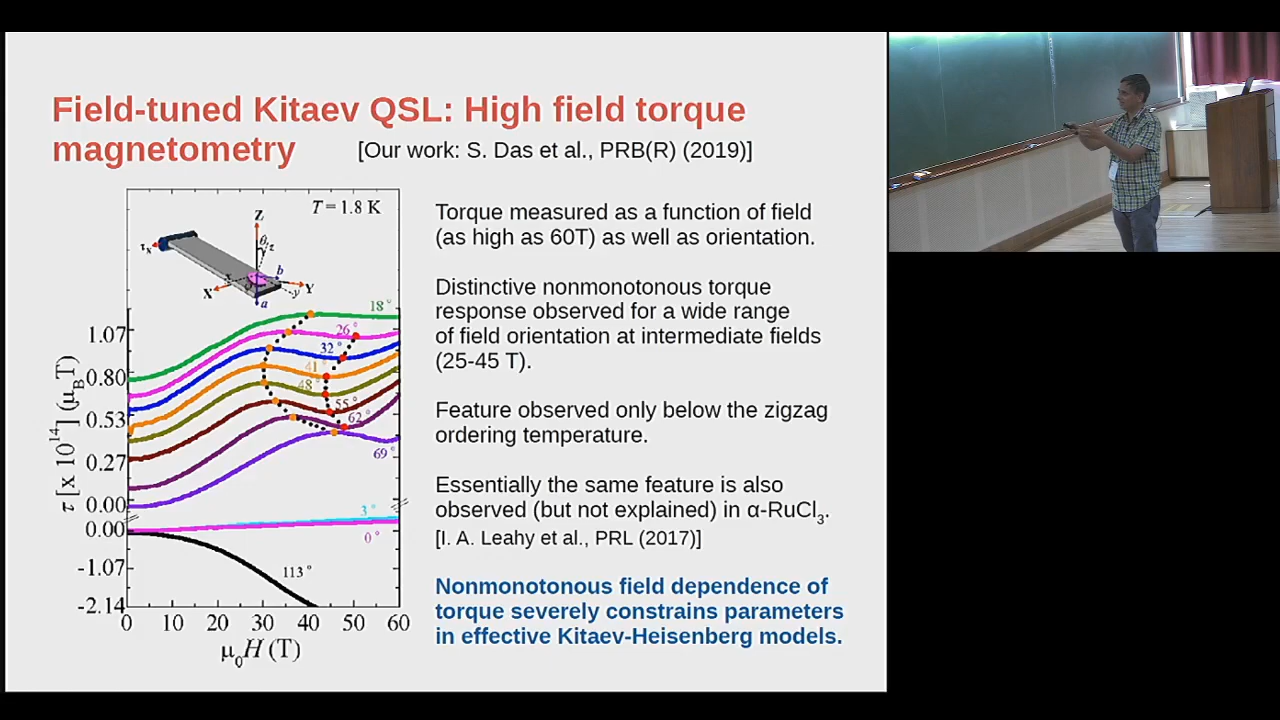 Field-tuned Kitaev QSL: High field torque
magnetometry [Our work: S. Das et al., PRB(R) (2019)]
T = 1.8 K
Z
τx
θ
b
X
Y
y
a
18°
26°
32°
41°
48°
55°
62°
69°
3°
0°
113°
1.07
0.80
0.53
0.27
0.00
0.00
-1.07
-2.14
τ [x 10¹⁴] (μ_B T)
0 10 20 30 40 50 60
μ₀H (T)
Torque measured as a function of field
(as high as 60T) as well as orientation.
Distinctive nonmonotonous torque
response observed for a wide range
of field orientation at intermediate fields
(25-45 T).
Feature observed only below the zigzag
ordering temperature.
Essentially the same feature is also
observed (but not explained) in α-RuCl₃.
[I. A. Leahy et al., PRL (2017)]
Nonmonotonous field dependence of
torque severely constrains parameters
in effective Kitaev-Heisenberg models.